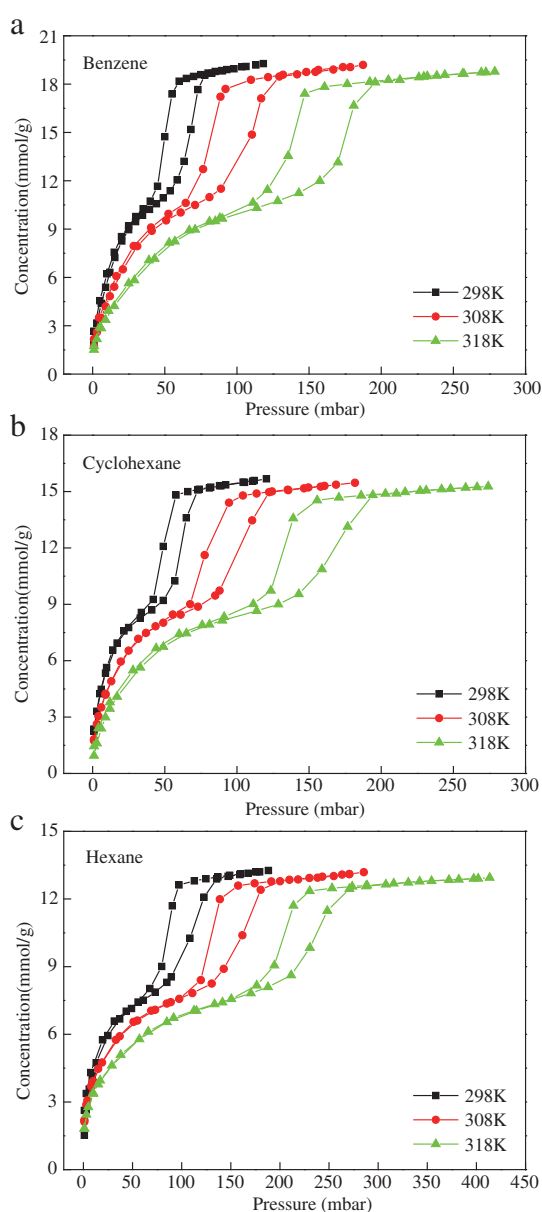 a
21
18
15
12
9
6
3
0
Concentration(mmol/g)
Benzene
298K
308K
318K
0 50 100 150 200 250 300
Pressure (mbar)
b
18
15
12
9
6
3
0
Concentration(mmol/g)
Cyclohexane
298K
308K
318K
0 50 100 150 200 250 300
Pressure (mbar)
c
15
12
9
6
3
0
Concentration(mmol/g)
Hexane
298K
308K
318K
0 50 100 150 200 250 300 350 400 450
Pressure (mbar)